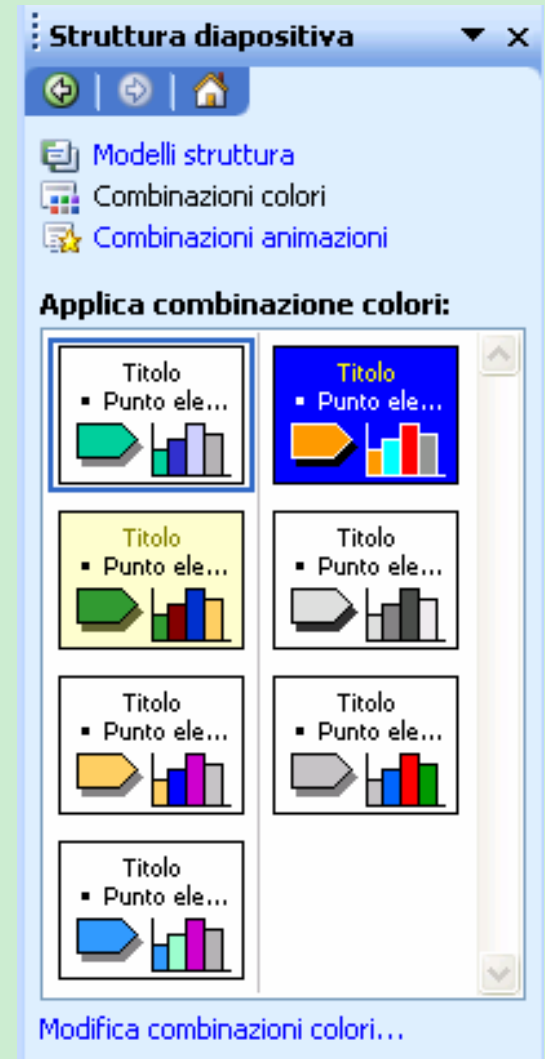 Struttura diapositiva
Modelli struttura
Combinazioni colori
Combinazioni animazioni
Applica combinazione colori:
Titolo
▪ Punto ele...
Titolo
▪ Punto ele...
Titolo
▪ Punto ele...
Titolo
▪ Punto ele...
Titolo
▪ Punto ele...
Titolo
▪ Punto ele...
Titolo
▪ Punto ele...
Modifica combinazioni colori...